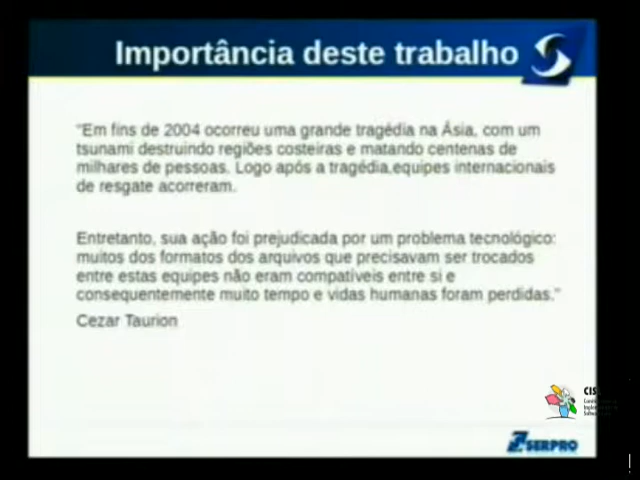 Importância deste trabalho
"Em fins de 2004 ocorreu uma grande tragédia na Ásia, com um
tsunami destruindo regiões costeiras e matando centenas de
milhares de pessoas. Logo após a tragédia,equipes internacionais
de resgate acorreram.
Entretanto, sua ação foi prejudicada por um problema tecnológico:
muitos dos formatos dos arquivos que precisavam ser trocados
entre estas equipes não eram compatíveis entre si e
consequentemente muito tempo e vidas humanas foram perdidas."
Cezar Taurion
CIS
SERPRO